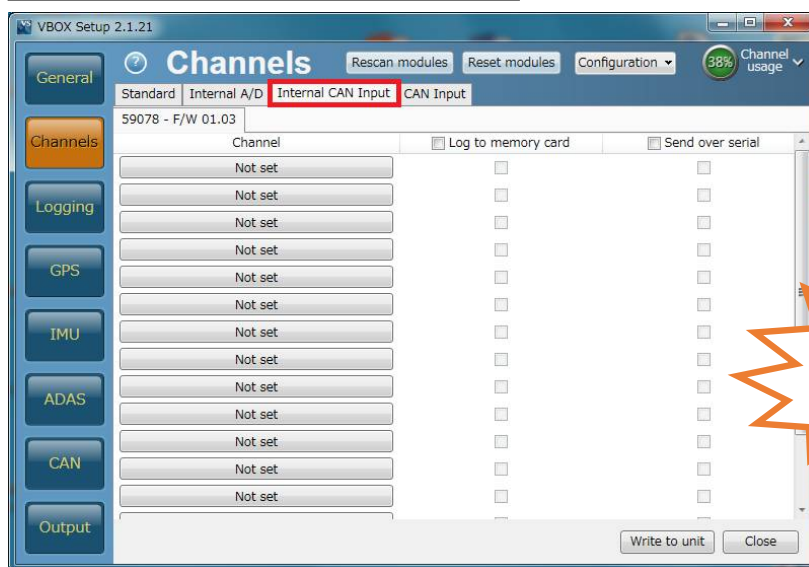 VBOX Setup 2.1.21
General
Channels
Logging
GPS
IMU
ADAS
CAN
Output
Channels
Rescan modules
Reset modules
Configuration
38%
Channel usage
Standard
Internal A/D
Internal CAN Input
CAN Input
59078 - F/W 01.03
Channel
Log to memory card
Send over serial
Not set
Not set
Not set
Not set
Not set
Not set
Not set
Not set
Not set
Not set
Not set
Not set
Not set
Write to unit
Close